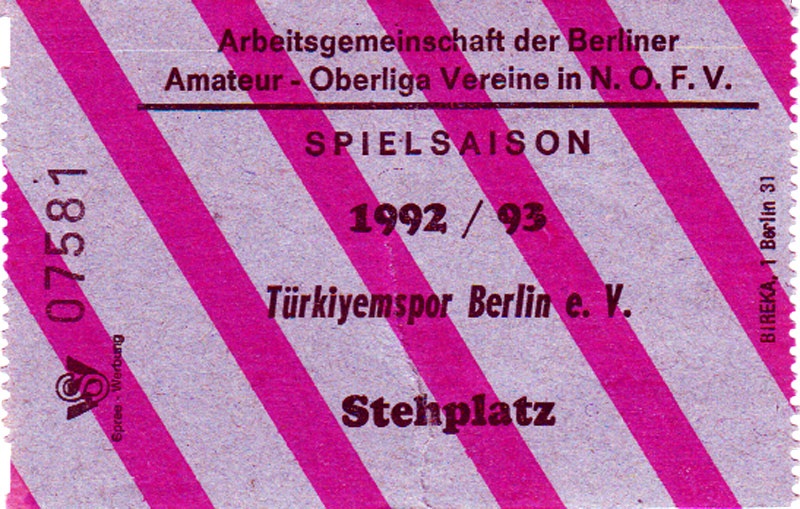 Arbeitsgemeinschaft der Berliner
Amateur - Oberliga Vereine in N. O. F. V.
SPIELSAISON
1992 / 93
Türkiyemspor Berlin e. V.
Stehplatz
07581
Spree - Werbung
BIREKA, 1 Berlin 31